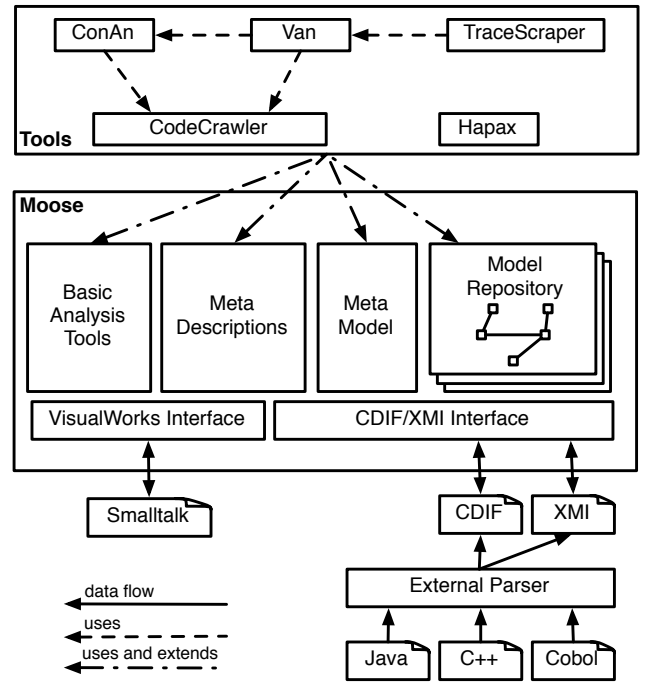 ConAn
Van
TraceScraper
CodeCrawler
Hapax
Tools
Moose
Basic
Analysis
Tools
Meta
Descriptions
Meta
Model
Model
Repository
VisualWorks Interface
CDIF/XMI Interface
Smalltalk
CDIF
XMI
External Parser
data flow
uses
uses and extends
Java
C++
Cobol